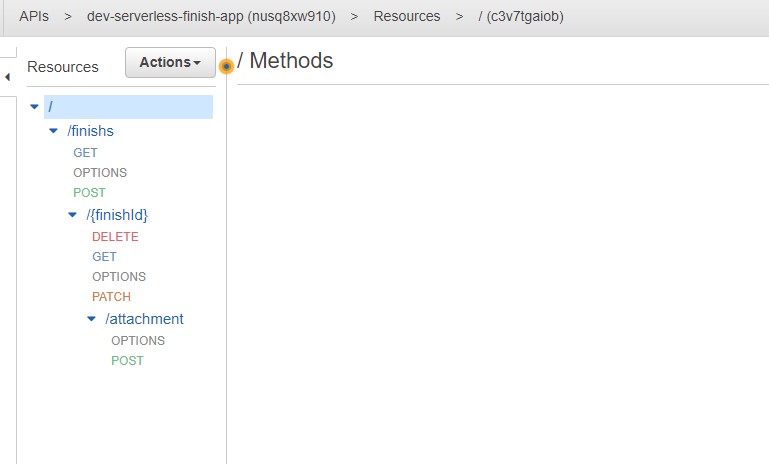 APIs > dev-serverless-finish-app (nusq8xw910) > Resources > / (c3v7tgaiob)
Resources
Actions
/ Methods
/
/finishs
GET
OPTIONS
POST
/{finishId}
DELETE
GET
OPTIONS
PATCH
/attachment
OPTIONS
POST